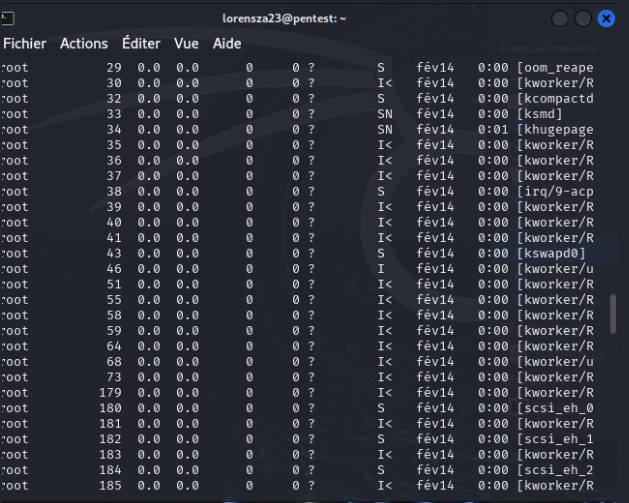 lorensza23@pentest: ~
Fichier Actions Éditer Vue Aide
root 29 0.0 0.0 0 0 ? S fév14 0:00 [oom_reape
root 30 0.0 0.0 0 0 ? I< fév14 0:00 [kworker/R
root 32 0.0 0.0 0 0 ? S fév14 0:00 [kcompactd
root 33 0.0 0.0 0 0 ? SN fév14 0:00 [ksmd]
root 34 0.0 0.0 0 0 ? SN fév14 0:01 [khugepage
root 35 0.0 0.0 0 0 ? I< fév14 0:00 [kworker/R
root 36 0.0 0.0 0 0 ? I< fév14 0:00 [kworker/R
root 37 0.0 0.0 0 0 ? I< fév14 0:00 [kworker/R
root 38 0.0 0.0 0 0 ? S fév14 0:00 [irq/9-acp
root 39 0.0 0.0 0 0 ? I< fév14 0:00 [kworker/R
root 40 0.0 0.0 0 0 ? I< fév14 0:00 [kworker/R
root 41 0.0 0.0 0 0 ? I< fév14 0:00 [kworker/R
root 43 0.0 0.0 0 0 ? S fév14 0:00 [kswapd0]
root 46 0.0 0.0 0 0 ? I fév14 0:00 [kworker/u
root 51 0.0 0.0 0 0 ? I< fév14 0:00 [kworker/R
root 55 0.0 0.0 0 0 ? I< fév14 0:00 [kworker/R
root 58 0.0 0.0 0 0 ? I< fév14 0:00 [kworker/R
root 59 0.0 0.0 0 0 ? I< fév14 0:00 [kworker/R
root 64 0.0 0.0 0 0 ? I< fév14 0:00 [kworker/R
root 68 0.0 0.0 0 0 ? I< fév14 0:00 [kworker/u
root 73 0.0 0.0 0 0 ? I< fév14 0:00 [kworker/R
root 179 0.0 0.0 0 0 ? I< fév14 0:00 [kworker/R
root 180 0.0 0.0 0 0 ? S fév14 0:00 [scsi_eh_0
root 181 0.0 0.0 0 0 ? I< fév14 0:00 [kworker/R
root 182 0.0 0.0 0 0 ? S fév14 0:00 [scsi_eh_1
root 183 0.0 0.0 0 0 ? I< fév14 0:00 [kworker/R
root 184 0.0 0.0 0 0 ? S fév14 0:00 [scsi_eh_2
root 185 0.0 0.0 0 0 ? I< fév14 0:00 [kworker/R